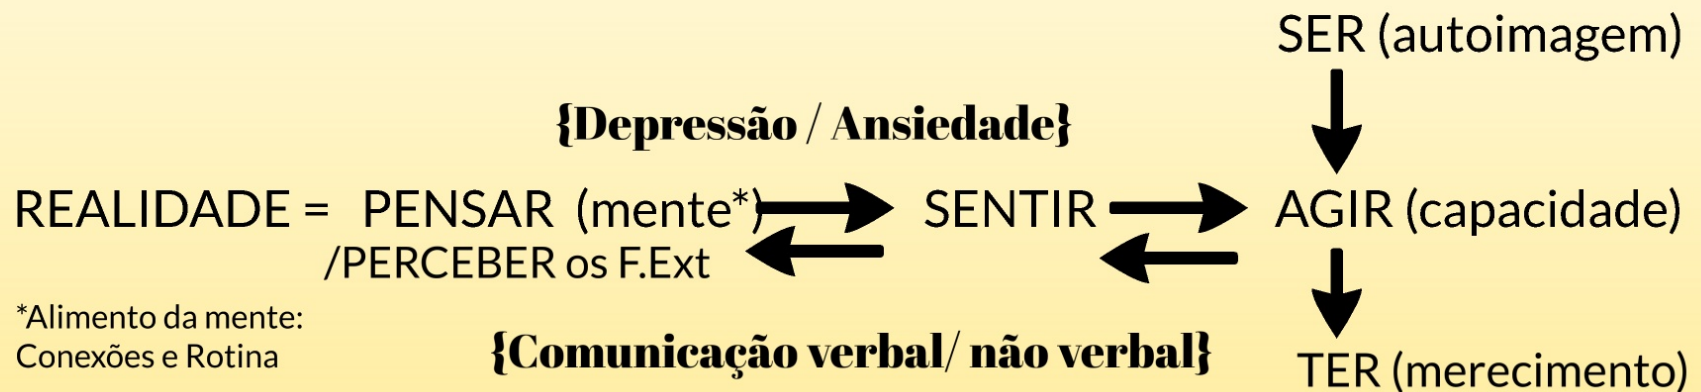 SER (autoimagem)
{Depressão / Ansiedade}
REALIDADE = PENSAR (mente*) SENTIR AGIR (capacidade)
/PERCEBER os F.Ext
*Alimento da mente:
Conexões e Rotina
{Comunicação verbal/ não verbal}
TER (merecimento)